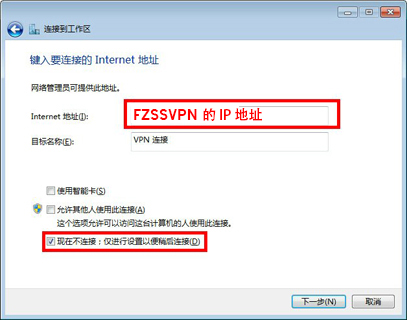 连接到工作区
键入要连接的 Internet 地址
网络管理员可提供此地址。
Internet 地址(I):
FZSSVPN 的 IP 地址
目标名称(E):
VPN 连接
使用智能卡(S)
允许其他人使用此连接(A)
这个选项允许可以访问这台计算机的人使用此连接。
现在不连接；仅进行设置以便稍后连接(D)
下一步(N)
取消